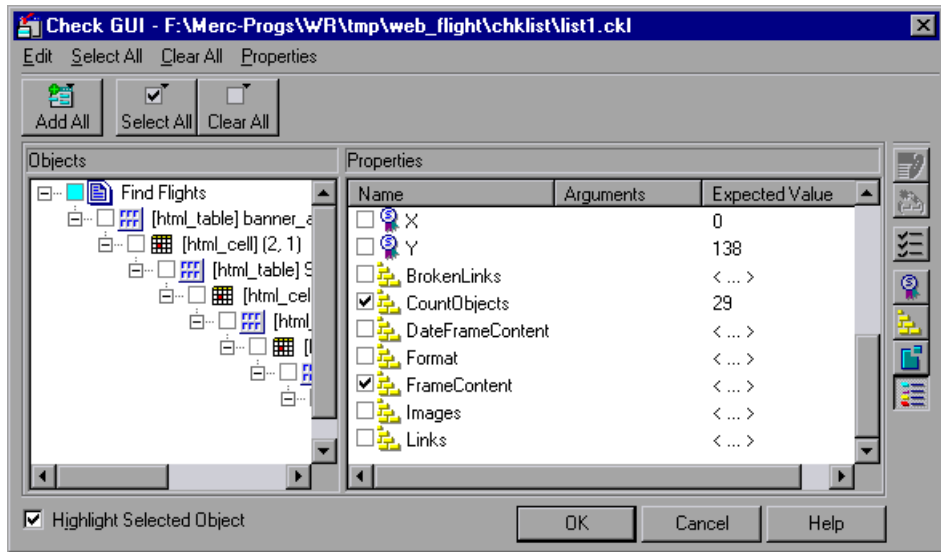 Check GUI - F:\Merc-Progs\WR\tmp\web_flight\chklist\list1.ckl
Edit Select All Clear All Properties
Add All Select All Clear All
Objects
Find Flights
[html_table] banner_a
[html_cell] (2, 1)
[html_table] S
[html_cel
[html_
[
Properties
Name Arguments Expected Value
X 0
Y 138
BrokenLinks < ... >
CountObjects 29
DateFrameContent < ... >
Format < ... >
FrameContent < ... >
Images < ... >
Links < ... >
Highlight Selected Object
OK Cancel Help